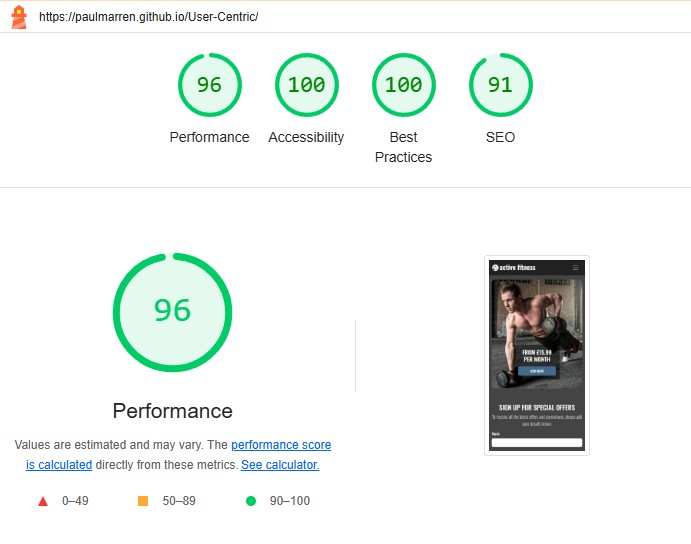 https://paulmarren.github.io/User-Centric/
96
100
100
91
Performance
Accessibility
Best
Practices
SEO
96
Performance
Values are estimated and may vary. The performance score
is calculated directly from these metrics. See calculator.
0–49
50–89
90–100
active fitness
FROM £15.99
PER MONTH
JOIN NOW
SIGN UP FOR SPECIAL OFFERS
To receive all the latest offers and promotions, please add
your details below.
Name